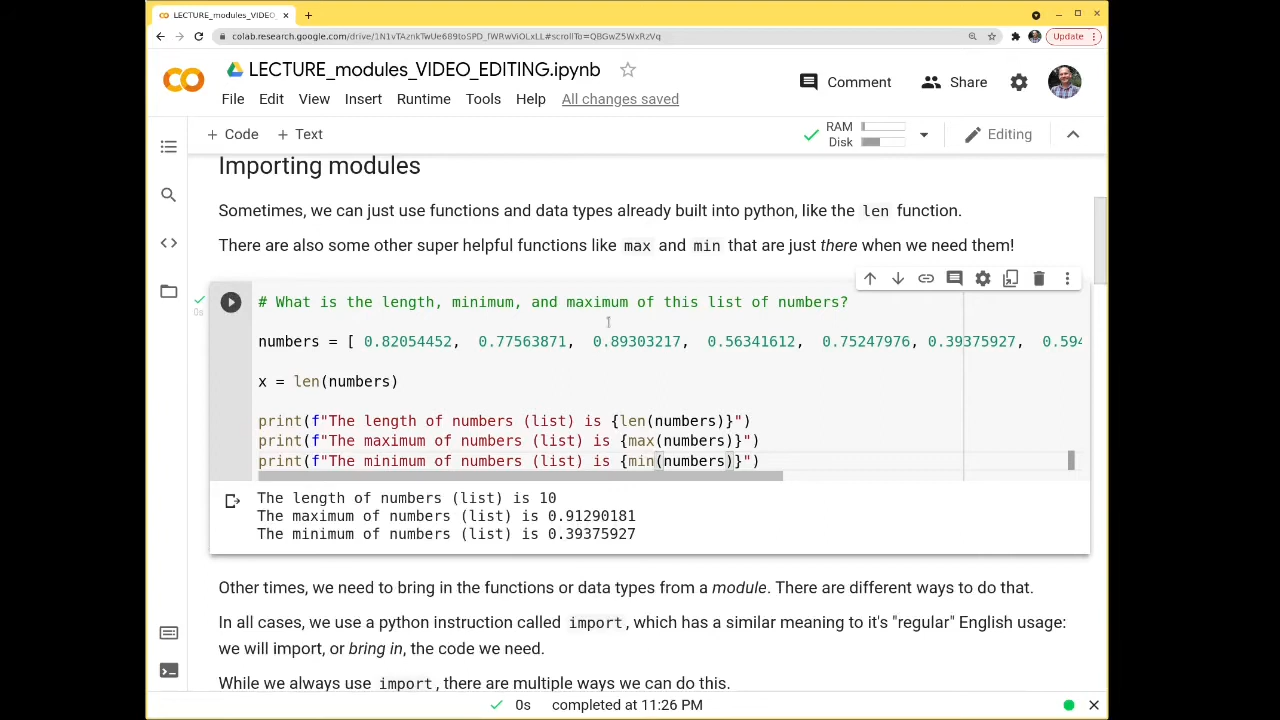 LECTURE_modules_VIDEO_
colab.research.google.com/drive/
Update
LECTURE_modules_VIDEO_EDITING.ipynb
Comment
Share
File Edit View Insert Runtime Tools Help All changes saved
+ Code + Text
RAM
Disk
Editing
Importing modules
Sometimes, we can just use functions and data types already built into python, like the len function.
There are also some other super helpful functions like max and min that are just there when we need them!
0s
# What is the length, minimum, and maximum of this list of numbers?
numbers = [ 0.82054452, 0.77563871, 0.89303217, 0.56341612, 0.75247976, 0.39375927, 0.594
x = len(numbers)
print(f"The length of numbers (list) is {len(numbers)}")
print(f"The maximum of numbers (list) is {max(numbers)}")
print(f"The minimum of numbers (list) is {min(numbers)}")
The length of numbers (list) is 10
The maximum of numbers (list) is 0.91290181
The minimum of numbers (list) is 0.39375927
Other times, we need to bring in the functions or data types from a module. There are different ways to do that.
In all cases, we use a python instruction called import, which has a similar meaning to it's "regular" English usage:
we will import, or bring in, the code we need.
While we always use import, there are multiple ways we can do this.
0s completed at 11:26 PM